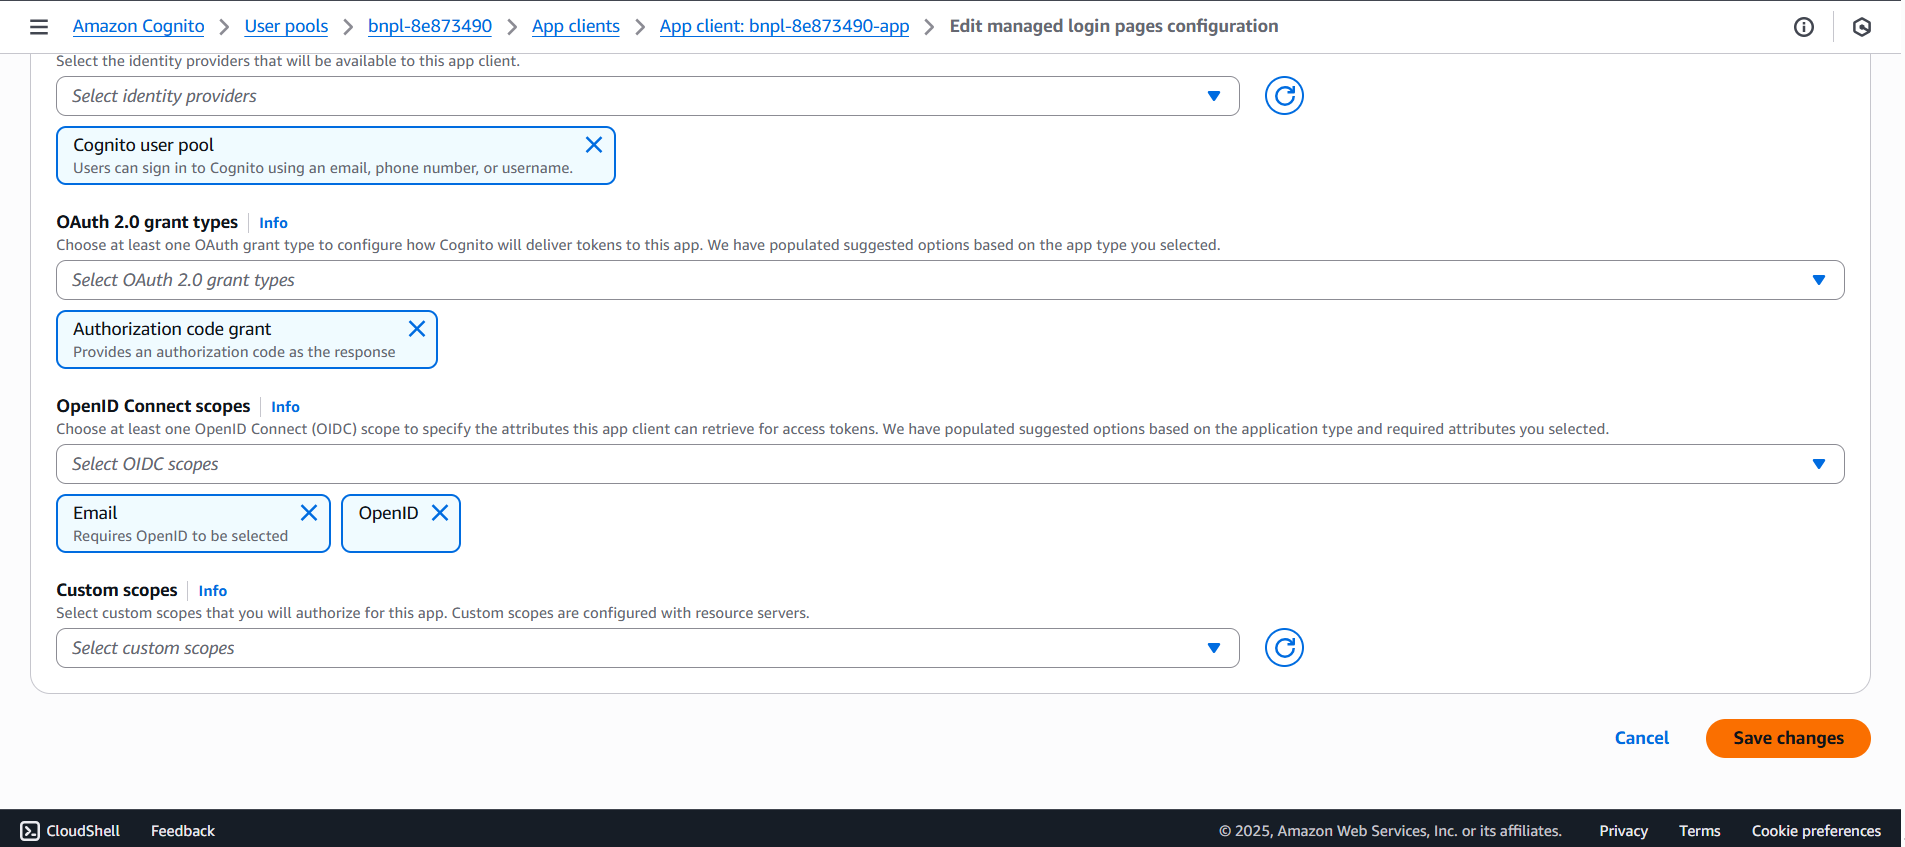 Amazon Cognito > User pools > bnpl-8e873490 > App clients > App client: bnpl-8e873490-app > Edit managed login pages configuration
Select the identity providers that will be available to this app client.
Select identity providers
Cognito user pool
Users can sign in to Cognito using an email, phone number, or username.
OAuth 2.0 grant types Info
Choose at least one OAuth grant type to configure how Cognito will deliver tokens to this app. We have populated suggested options based on the app type you selected.
Select OAuth 2.0 grant types
Authorization code grant
Provides an authorization code as the response
OpenID Connect scopes Info
Choose at least one OpenID Connect (OIDC) scope to specify the attributes this app client can retrieve for access tokens. We have populated suggested options based on the application type and required attributes you selected.
Select OIDC scopes
Email
Requires OpenID to be selected
OpenID
Custom scopes Info
Select custom scopes that you will authorize for this app. Custom scopes are configured with resource servers.
Select custom scopes
Cancel Save changes
CloudShell Feedback © 2025, Amazon Web Services, Inc. or its affiliates. Privacy Terms Cookie preferences